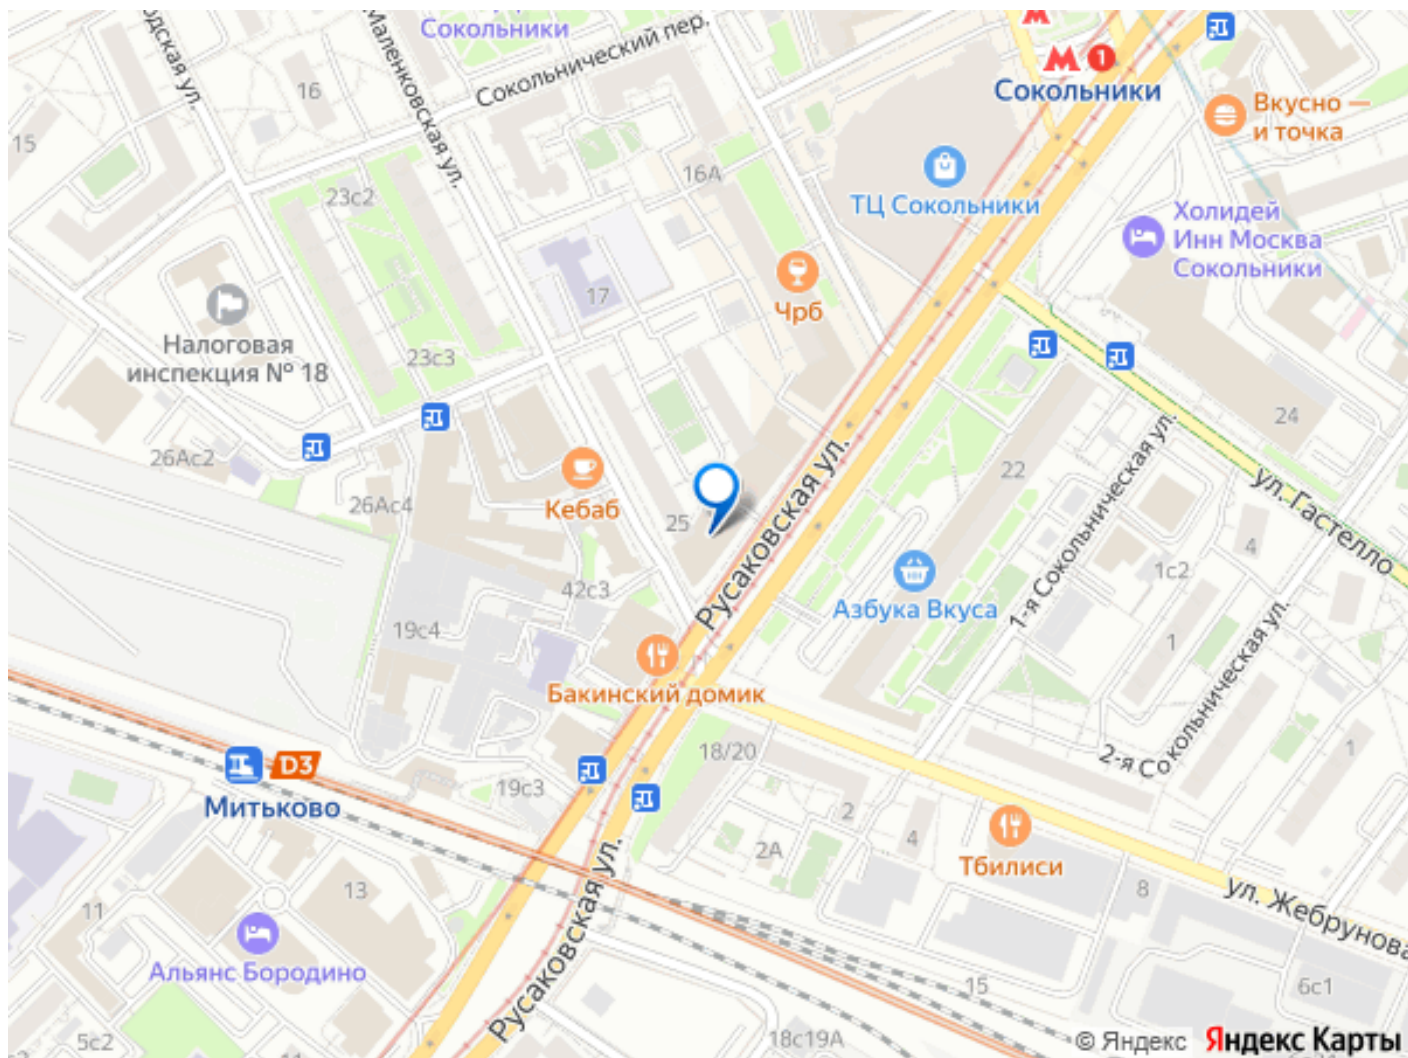 Сокольники
Сокольнический пер.
Маленковская ул.
ул.
16
15
М
М 1
Сокольники
Вкусно —
и точка
ТЦ Сокольники
16А
23с2
Холидей
Инн Москва
Сокольники
17
Чрб
Налоговая
инспекция № 18
23с3
24
26Ас2
26Ас4
Кебаб
25
22
Русаковская ул.
ул. Гастелло
1-я Сокольническая ул.
4
1с2
42с3
19с4
Азбука Вкуса
1
Бакинский домик
2-я Сокольническая ул.
18/20
1
D3
Митьково
19с3
2
4
2А
Тбилиси
8
ул. Жебрунова
13
11
Альянс Бородино
Русаковская ул.
15
6с1
5с2
11
18с19А
© Яндекс Яндекс Карты